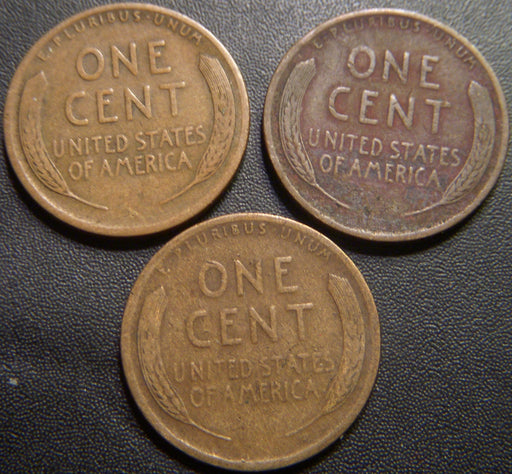 E·PLURIBUS·UNUM
ONE
CENT
UNITED STATES
OF AMERICA
E·PLURIBUS·UNUM
ONE
CENT
UNITED STATES
OF AMERICA
E·PLURIBUS·UNUM
ONE
CENT
UNITED STATES
OF AMERICA